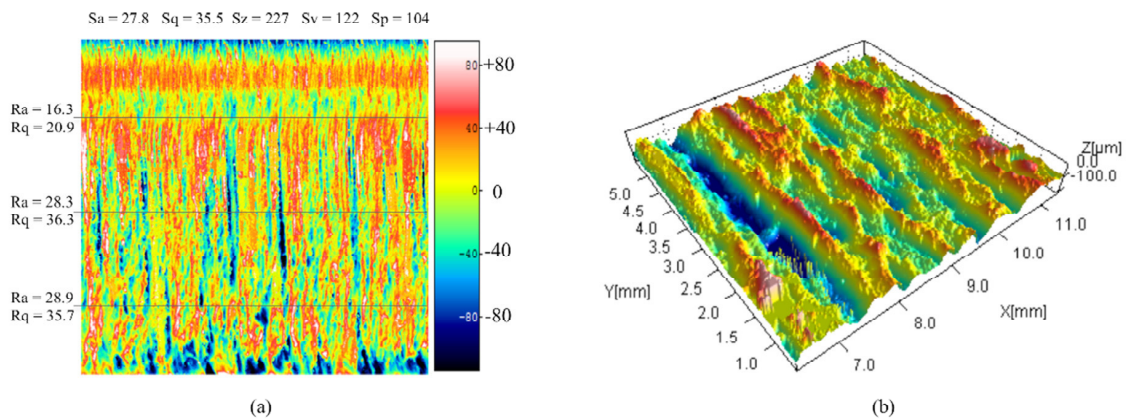 Sa = 27.8 Sq = 35.5 Sz = 227 Sv = 122 Sp = 104
Ra = 16.3
Rq = 20.9
Ra = 28.3
Rq = 36.3
Ra = 28.9
Rq = 35.7
80 +80
40 +40
0 0
-40 -40
-80 -80
(a)
Z[µm]
0.0
-100.0
5.0
4.5
4.0
3.5
3.0
2.5
2.0
1.5
1.0
Y[mm]
11.0
10.0
9.0
8.0
7.0
X[mm]
(b)